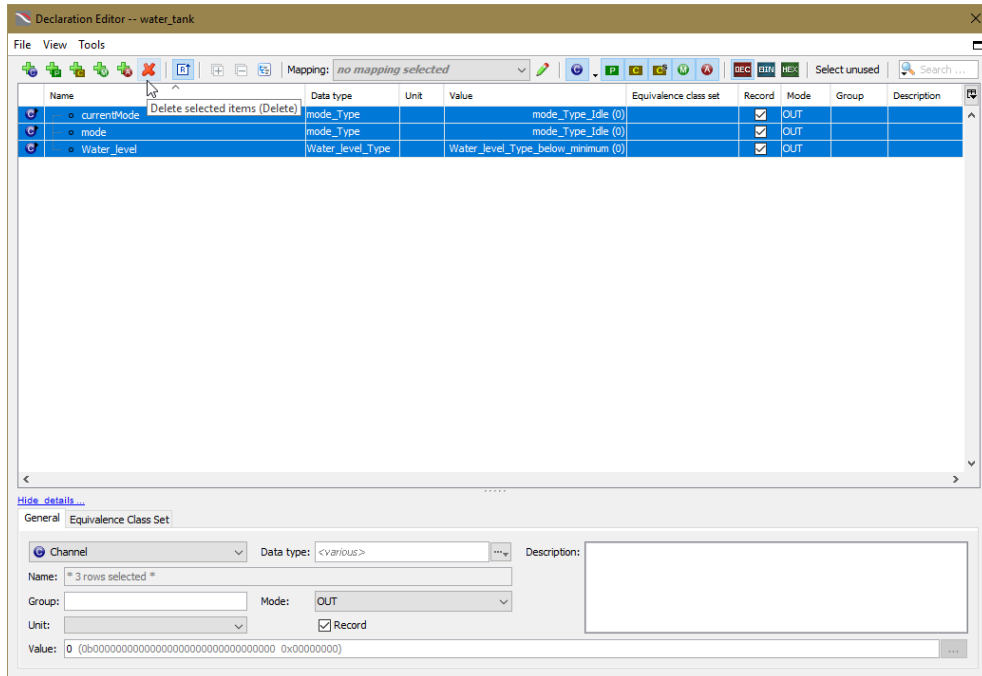 Declaration Editor -- water_tank
File View Tools
R Mapping: no mapping selected C P C C M A DEC BIN HEX Select unused Search ...
Name Data type Unit Value Equivalence class set Record Mode Group Description
Delete selected items (Delete)
currentMode mode_Type mode_Type_Idle (0) OUT
mode mode_Type mode_Type_Idle (0) OUT
Water_level Water_level_Type Water_level_Type_below_minimum (0) OUT
Hide details ...
General Equivalence Class Set
C Channel Data type: <various> ... Description:
Name: * 3 rows selected *
Group: Mode: OUT
Unit: Record
Value: 0 (0b00000000000000000000000000000000 0x00000000) ...